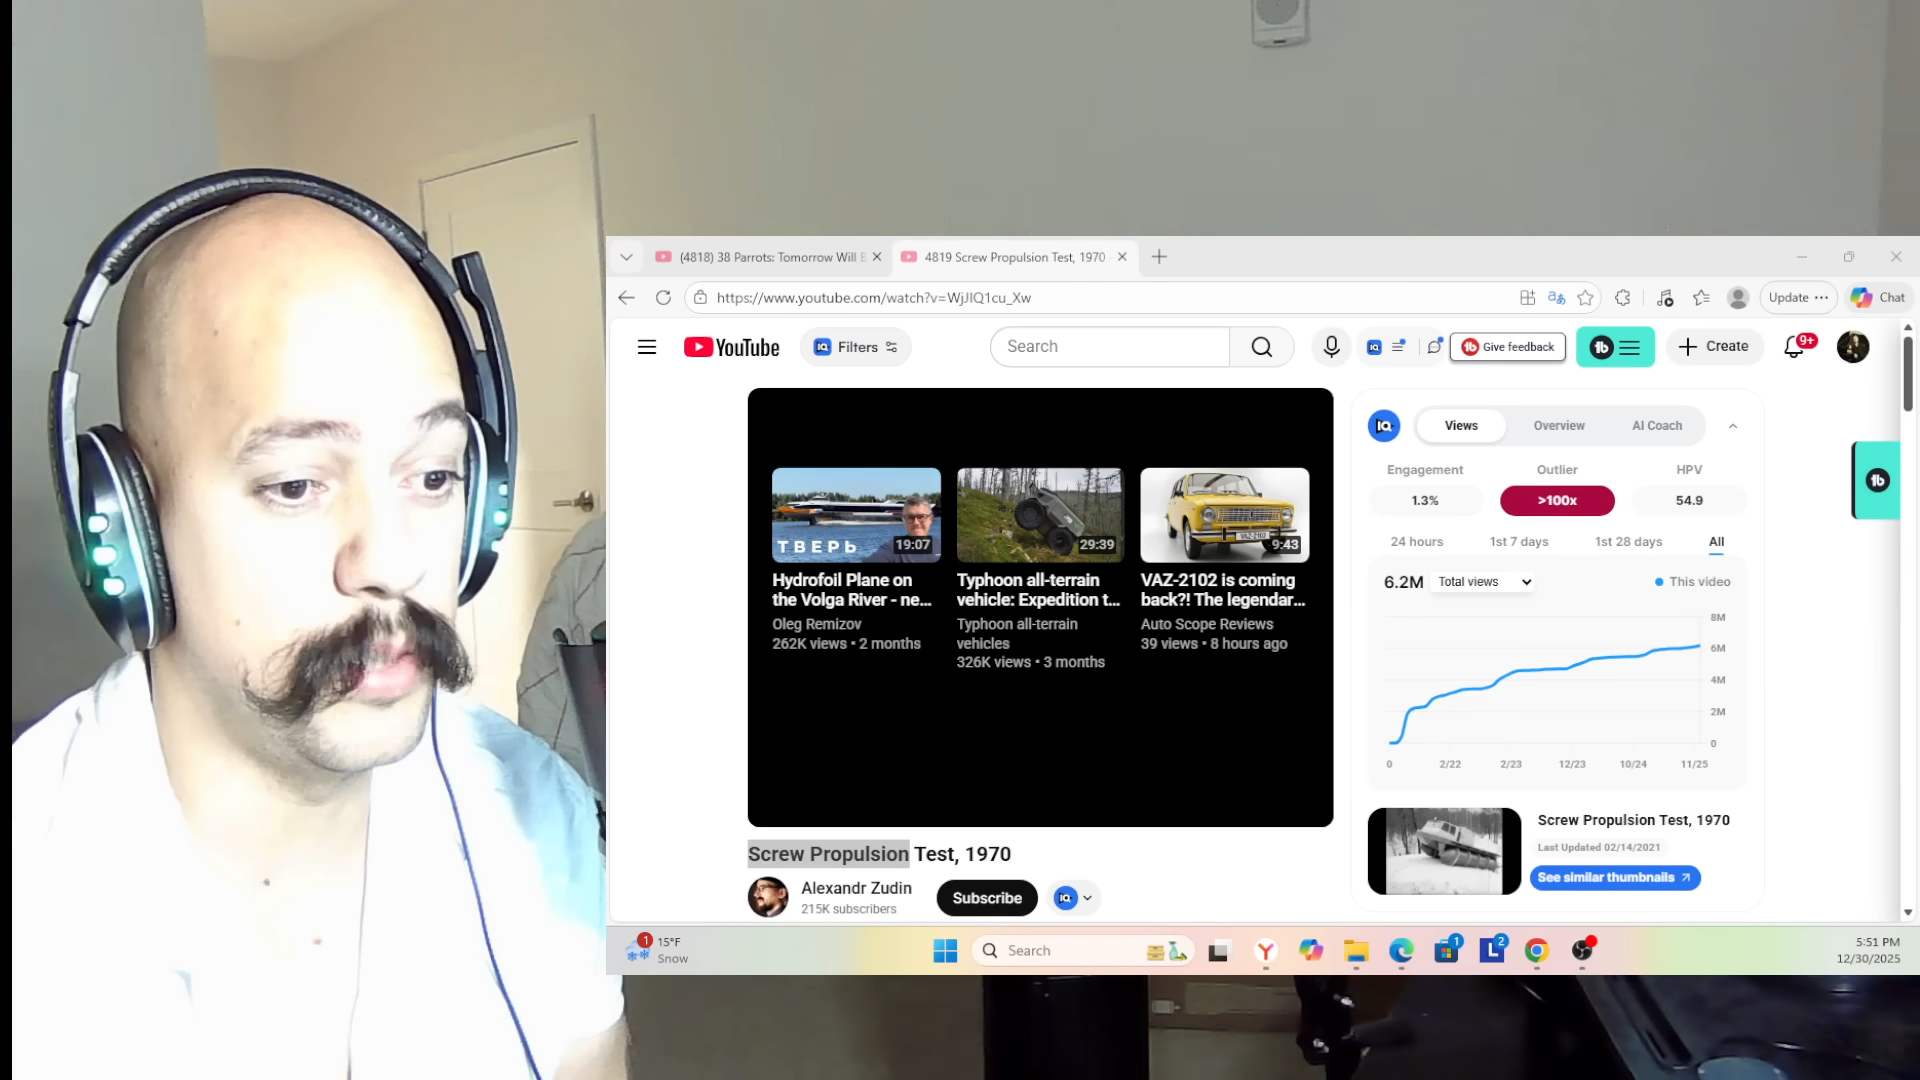 (4818) 38 Parrots: Tomorrow Will B
4819 Screw Propulsion Test, 1970
https://www.youtube.com/watch?v=WjJIQ1cu_Xw
Update
Chat
YouTube
Filters
Search
Give feedback
Create
9+
Views
Overview
AI Coach
Engagement
Outlier
HPV
1.3%
>100x
54.9
24 hours
1st 7 days
1st 28 days
All
6.2M
Total views
This video
8M
6M
4M
2M
0
0
2/22
2/23
12/23
10/24
11/25
ТВЕРЬ
19:07
29:39
VAZ-2102
9:43
Hydrofoil Plane on
the Volga River - ne...
Oleg Remizov
262K views • 2 months
Typhoon all-terrain
vehicle: Expedition t...
Typhoon all-terrain
vehicles
326K views • 3 months
VAZ-2102 is coming
back?! The legendar...
Auto Scope Reviews
39 views • 8 hours ago
Screw Propulsion Test, 1970
Last Updated 02/14/2021
See similar thumbnails
Screw Propulsion Test, 1970
Alexandr Zudin
215K subscribers
Subscribe
1
15°F
Snow
Search
1
2
5:51 PM
12/30/2025